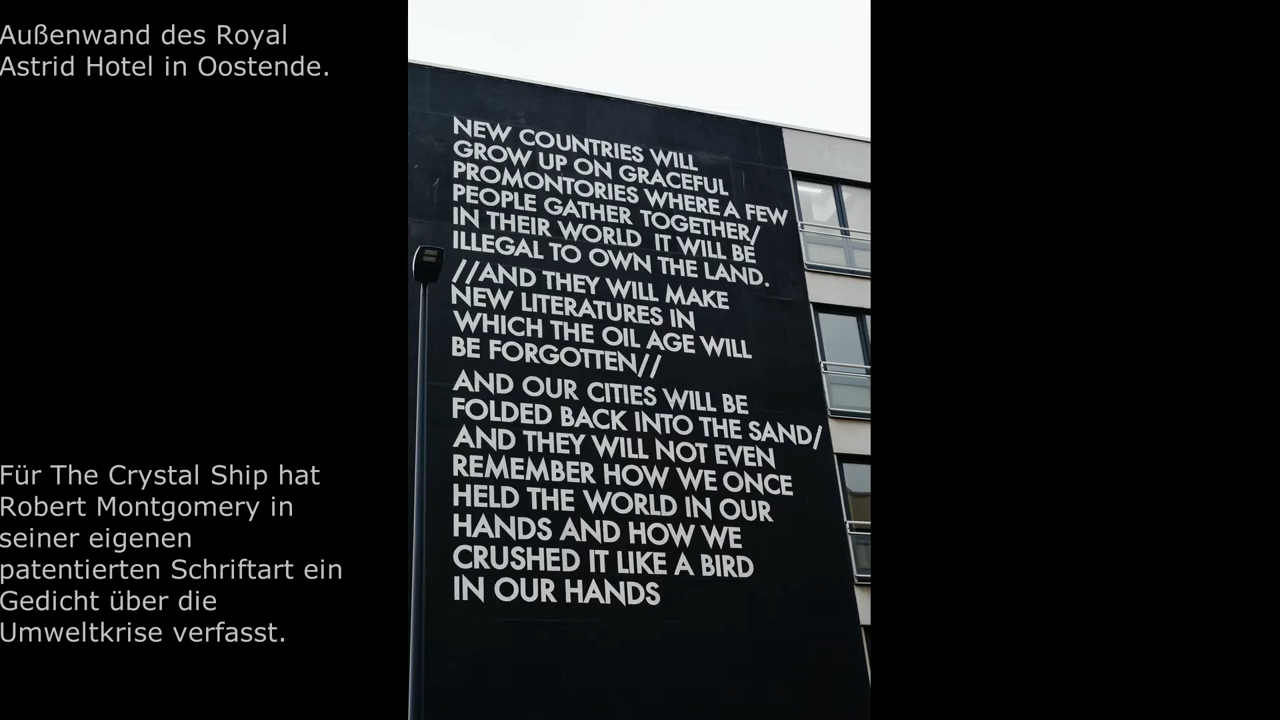 Außenwand des Royal
Astrid Hotel in Oostende.
NEW COUNTRIES WILL
GROW UP ON GRACEFUL
PROMONTORIES WHERE A FEW
PEOPLE GATHER TOGETHER/
IN THEIR WORLD IT WILL BE
ILLEGAL TO OWN THE LAND.
//AND THEY WILL MAKE
NEW LITERATURES IN
WHICH THE OIL AGE WILL
BE FORGOTTEN//
AND OUR CITIES WILL BE
FOLDED BACK INTO THE SAND/
AND THEY WILL NOT EVEN
REMEMBER HOW WE ONCE
HELD THE WORLD IN OUR
HANDS AND HOW WE
CRUSHED IT LIKE A BIRD
IN OUR HANDS
Für The Crystal Ship hat
Robert Montgomery in
seiner eigenen
patentierten Schriftart ein
Gedicht über die
Umweltkrise verfasst.